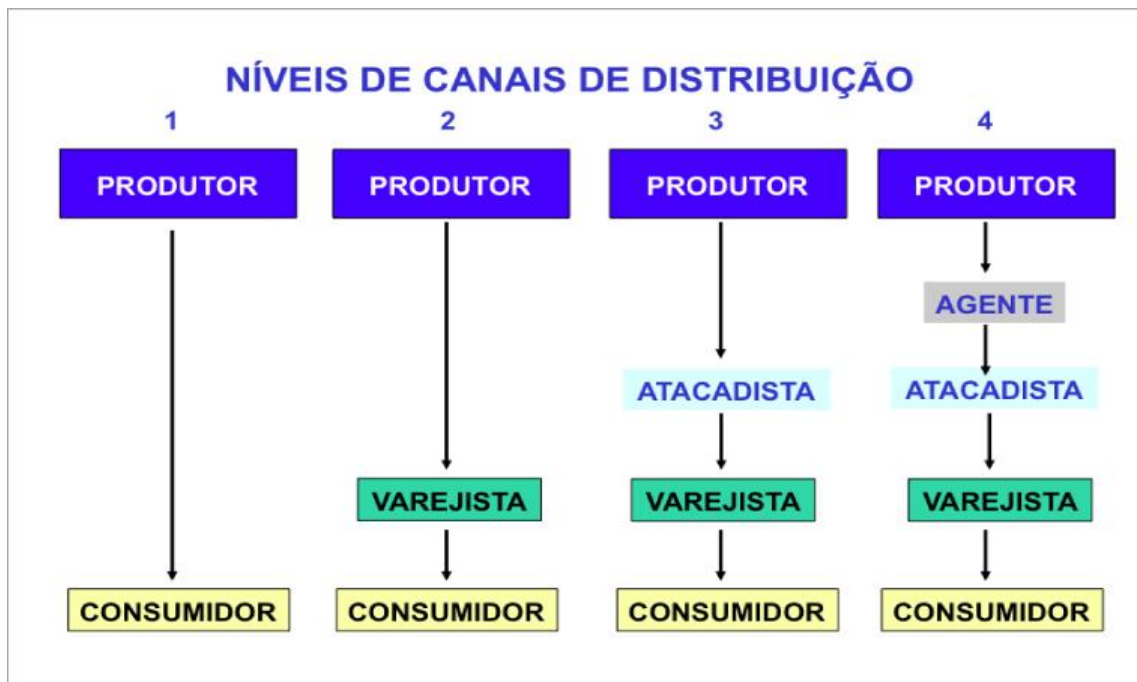 NÍVEIS DE CANAIS DE DISTRIBUIÇÃO
1 2 3 4
PRODUTOR PRODUTOR PRODUTOR PRODUTOR
AGENTE
ATACADISTA ATACADISTA
VAREJISTA VAREJISTA VAREJISTA
CONSUMIDOR CONSUMIDOR CONSUMIDOR CONSUMIDOR